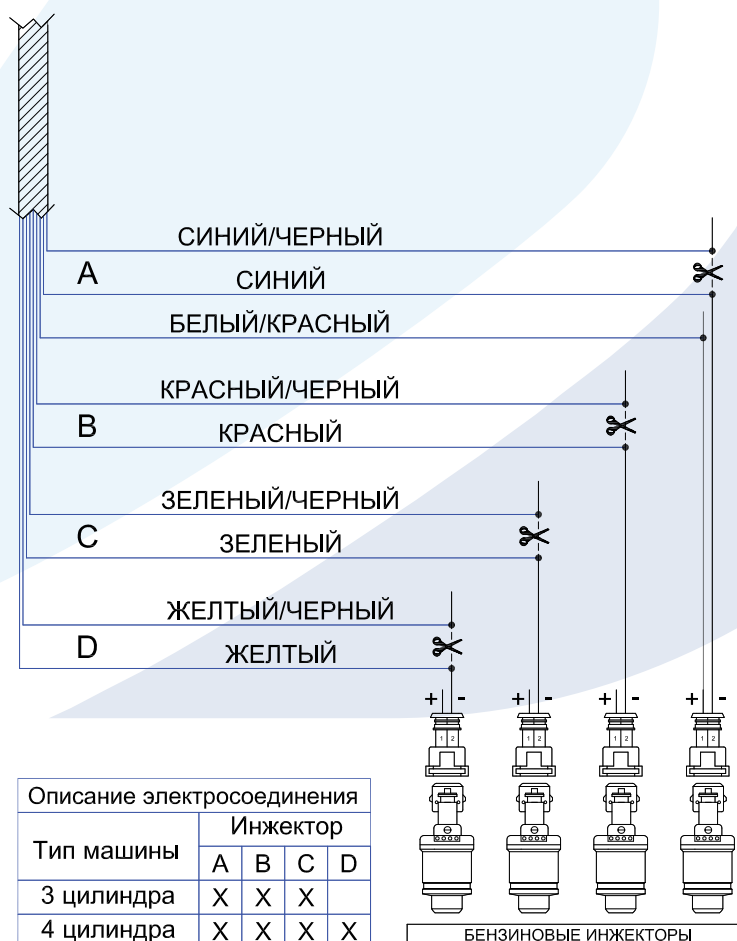 СИНИЙ/ЧЕРНЫЙ
A
СИНИЙ
БЕЛЫЙ/КРАСНЫЙ
КРАСНЫЙ/ЧЕРНЫЙ
B
КРАСНЫЙ
ЗЕЛЕНЫЙ/ЧЕРНЫЙ
C
ЗЕЛЕНЫЙ
ЖЕЛТЫЙ/ЧЕРНЫЙ
D
ЖЕЛТЫЙ
+ - + - + - + -
1 2 1 2 1 2 1 2
Описание электросоединения
Тип машины
Инжектор
A B C D
3 цилиндра X X X
4 цилиндра X X X X
БЕНЗИНОВЫЕ ИНЖЕКТОРЫ